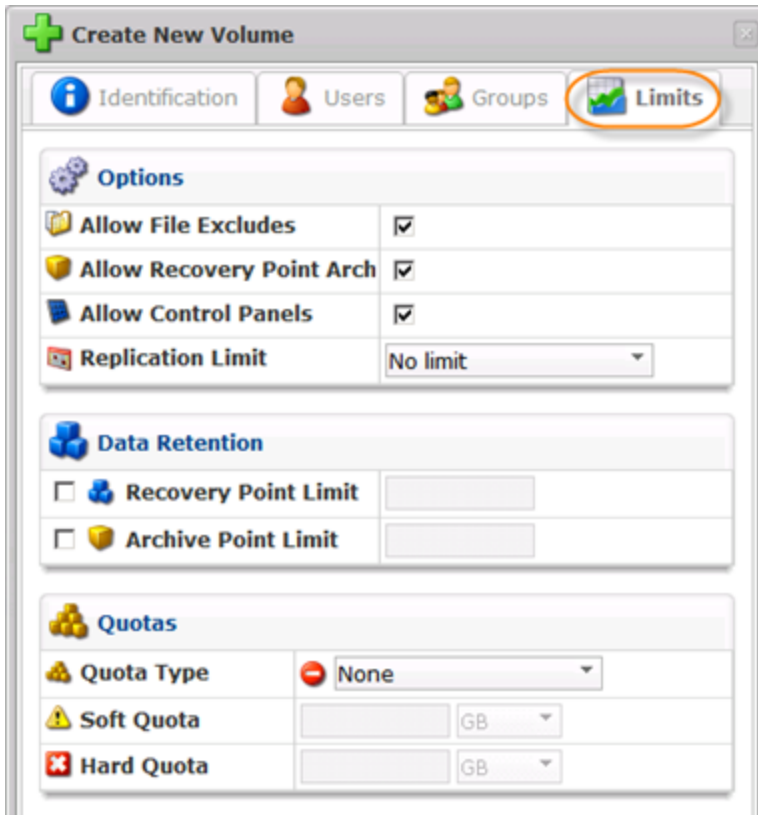 Create New Volume
Identification
Users
Groups
Limits
Options
Allow File Excludes
Allow Recovery Point Arch
Allow Control Panels
Replication Limit
No limit
Data Retention
Recovery Point Limit
Archive Point Limit
Quotas
Quota Type
None
Soft Quota
GB
Hard Quota
GB